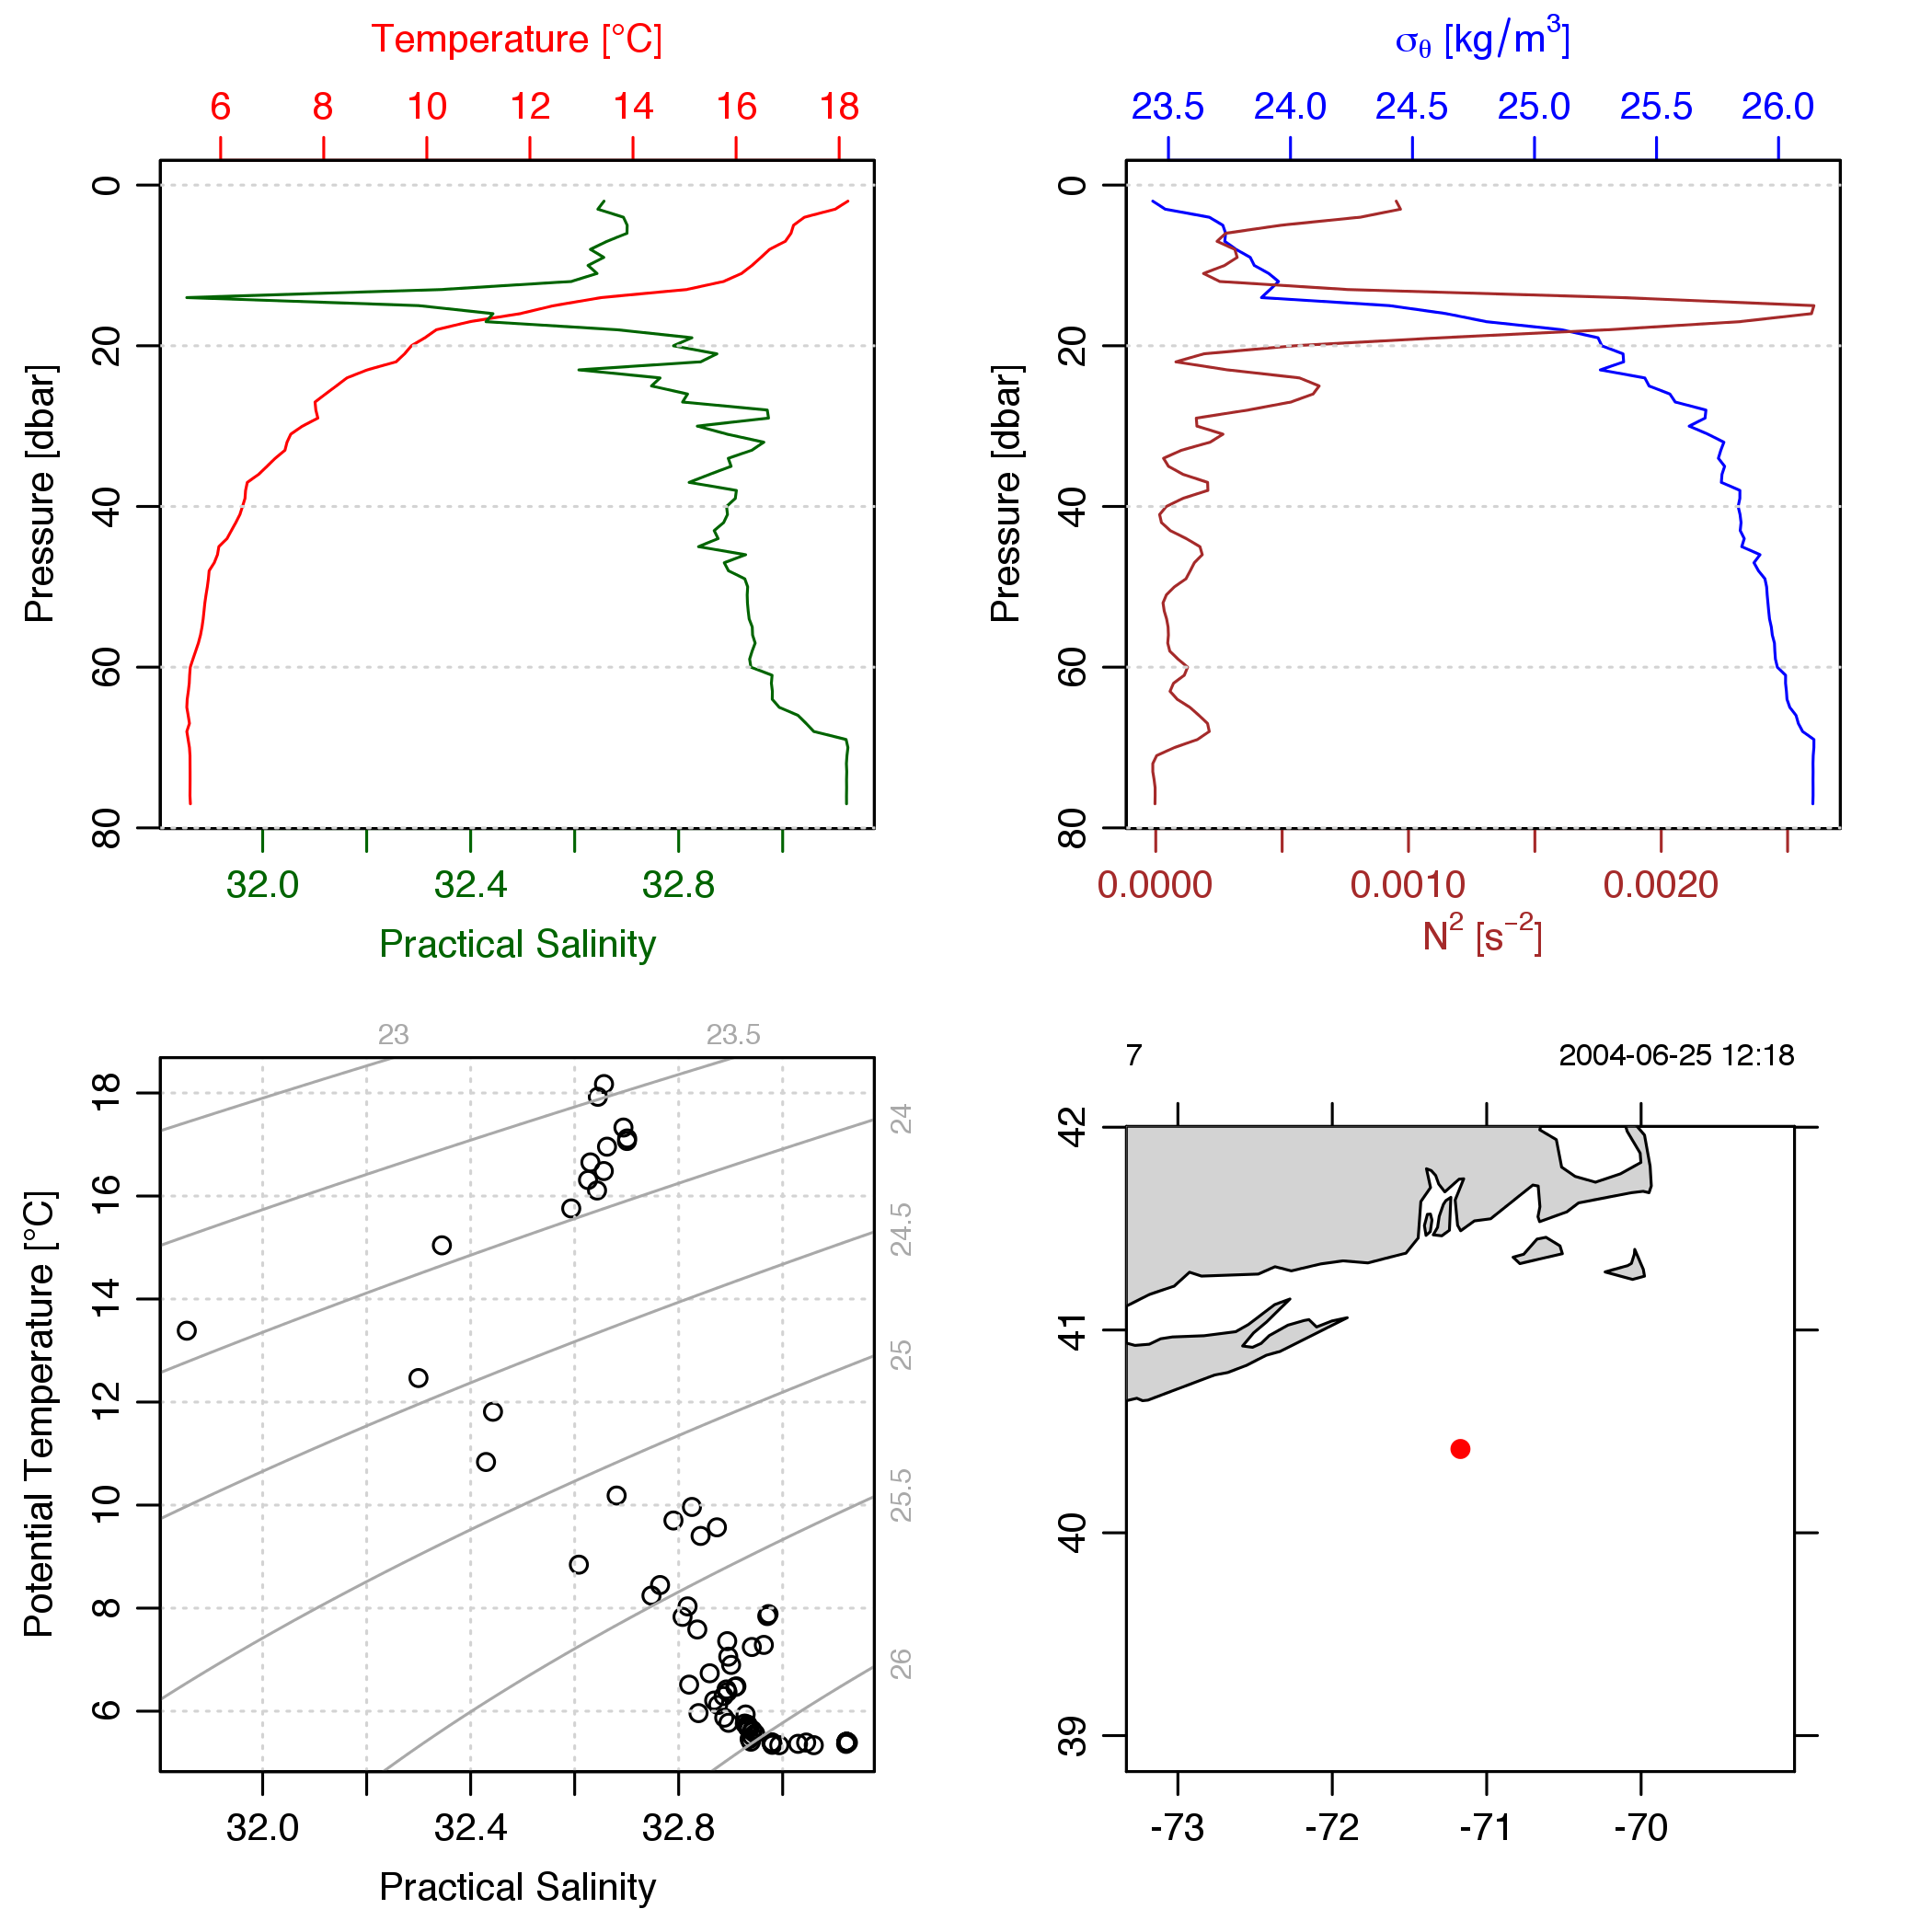 Temperature [°C]
6 8 10 12 14 16 18
0
20
40
60
80
Pressure [dbar]
32.0 32.4 32.8
Practical Salinity
σθ [kg/m³]
23.5 24.0 24.5 25.0 25.5 26.0
0
20
40
60
80
Pressure [dbar]
0.0000 0.0010 0.0020
N² [s⁻²]
23 23.5
24
24.5
25
25.5
26
18
16
14
12
10
8
6
Potential Temperature [°C]
32.0 32.4 32.8
Practical Salinity
7 2004-06-25 12:18
42
41
40
39
-73 -72 -71 -70